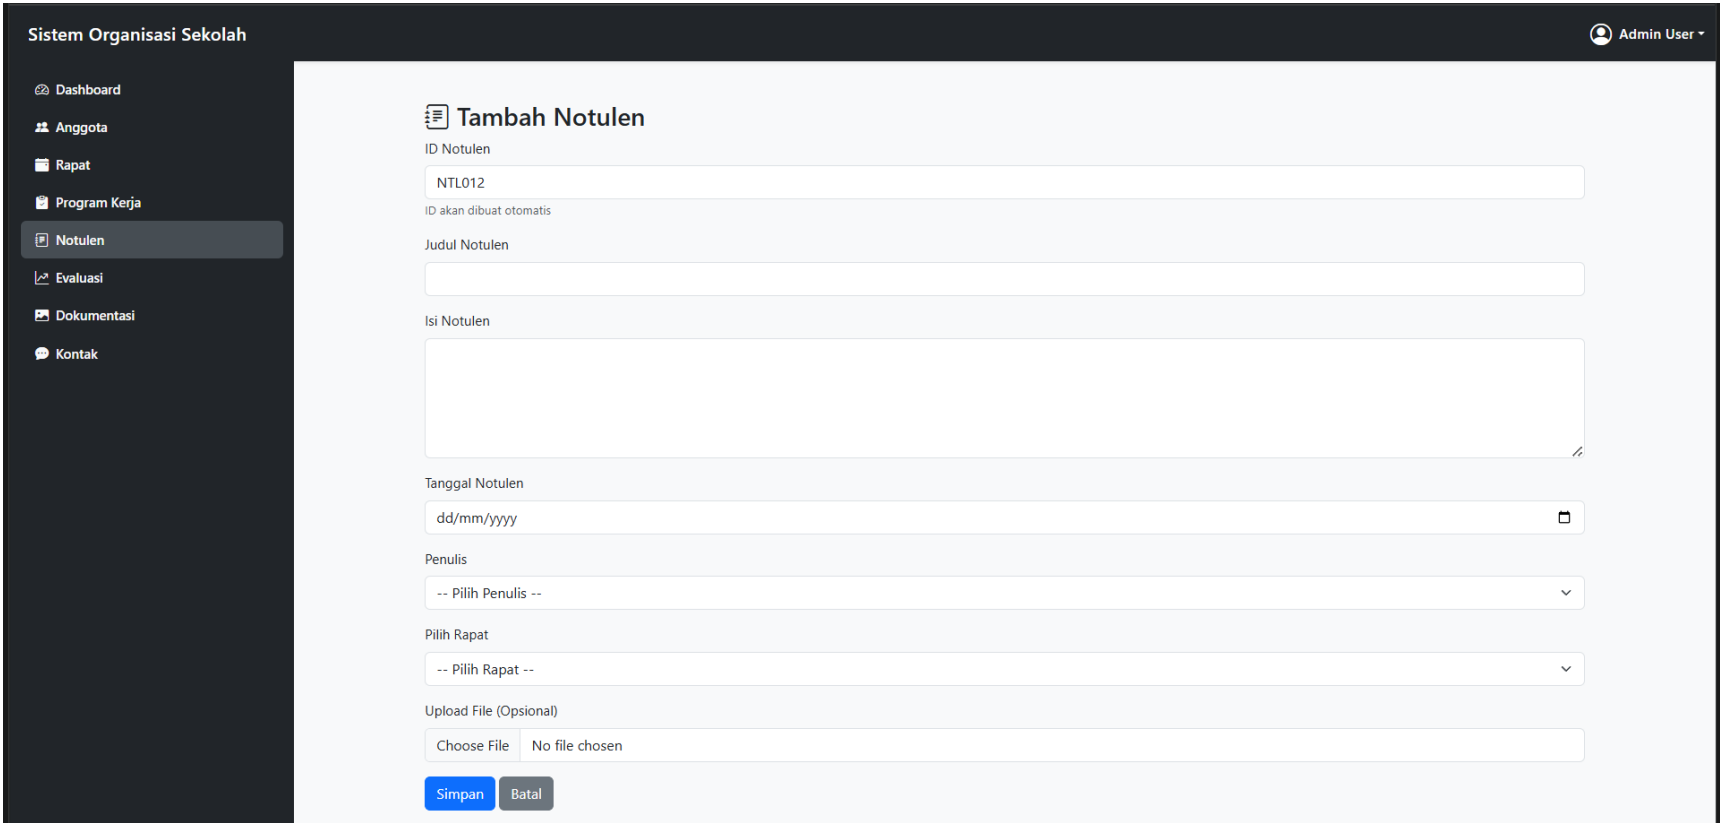 Sistem Organisasi Sekolah
Admin User
Dashboard
Anggota
Rapat
Program Kerja
Notulen
Evaluasi
Dokumentasi
Kontak
Tambah Notulen
ID Notulen
NTL012
ID akan dibuat otomatis
Judul Notulen
Isi Notulen
Tanggal Notulen
dd/mm/yyyy
Penulis
-- Pilih Penulis --
Pilih Rapat
-- Pilih Rapat --
Upload File (Opsional)
Choose File No file chosen
Simpan Batal